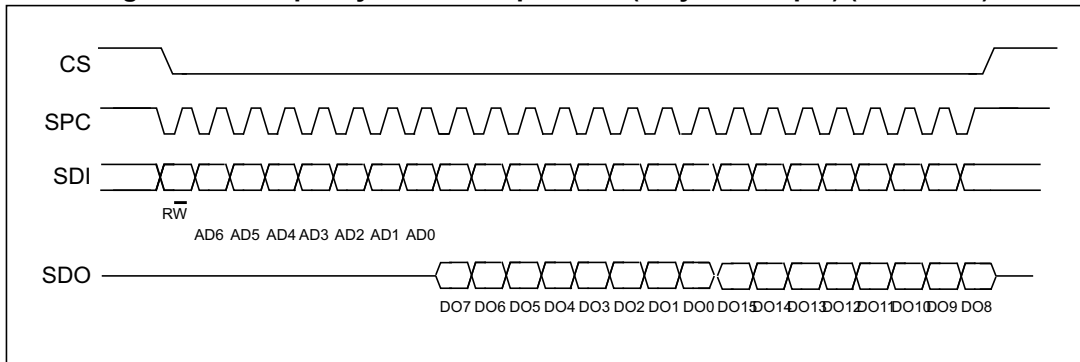 CS
SPC
SDI
RW
AD6 AD5 AD4 AD3 AD2 AD1 AD0
SDO
DO7 DO6 DO5 DO4 DO3 DO2 DO1 DO0 DO15 DO14 DO13 DO12 DO11 DO10 DO9 DO8